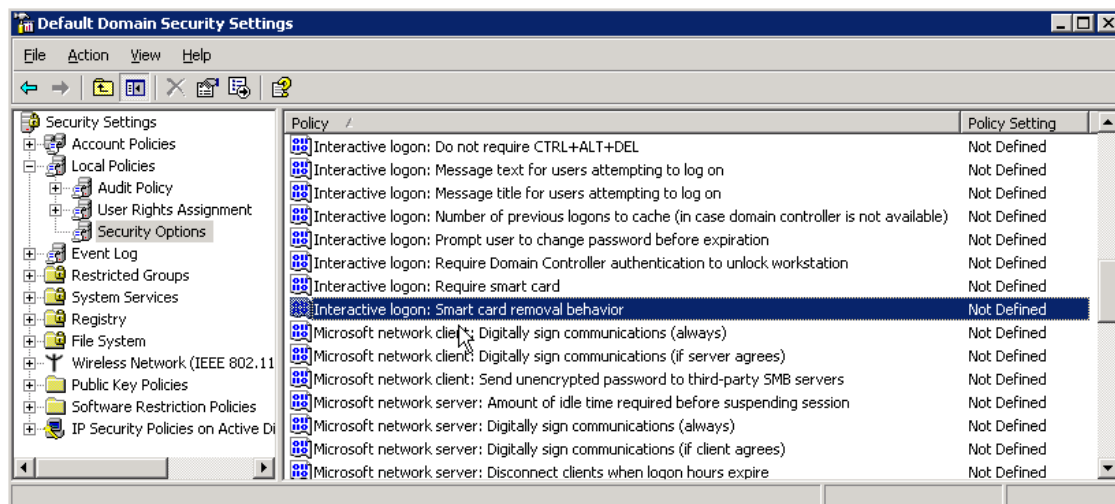 Default Domain Security Settings
File Action View Help
Security Settings
Account Policies
Local Policies
Audit Policy
User Rights Assignment
Security Options
Event Log
Restricted Groups
System Services
Registry
File System
Wireless Network (IEEE 802.11
Public Key Policies
Software Restriction Policies
IP Security Policies on Active Di
Policy Policy Setting
Interactive logon: Do not require CTRL+ALT+DEL Not Defined
Interactive logon: Message text for users attempting to log on Not Defined
Interactive logon: Message title for users attempting to log on Not Defined
Interactive logon: Number of previous logons to cache (in case domain controller is not available) Not Defined
Interactive logon: Prompt user to change password before expiration Not Defined
Interactive logon: Require Domain Controller authentication to unlock workstation Not Defined
Interactive logon: Require smart card Not Defined
Interactive logon: Smart card removal behavior Not Defined
Microsoft network client: Digitally sign communications (always) Not Defined
Microsoft network client: Digitally sign communications (if server agrees) Not Defined
Microsoft network client: Send unencrypted password to third-party SMB servers Not Defined
Microsoft network server: Amount of idle time required before suspending session Not Defined
Microsoft network server: Digitally sign communications (always) Not Defined
Microsoft network server: Digitally sign communications (if client agrees) Not Defined
Microsoft network server: Disconnect clients when logon hours expire Not Defined